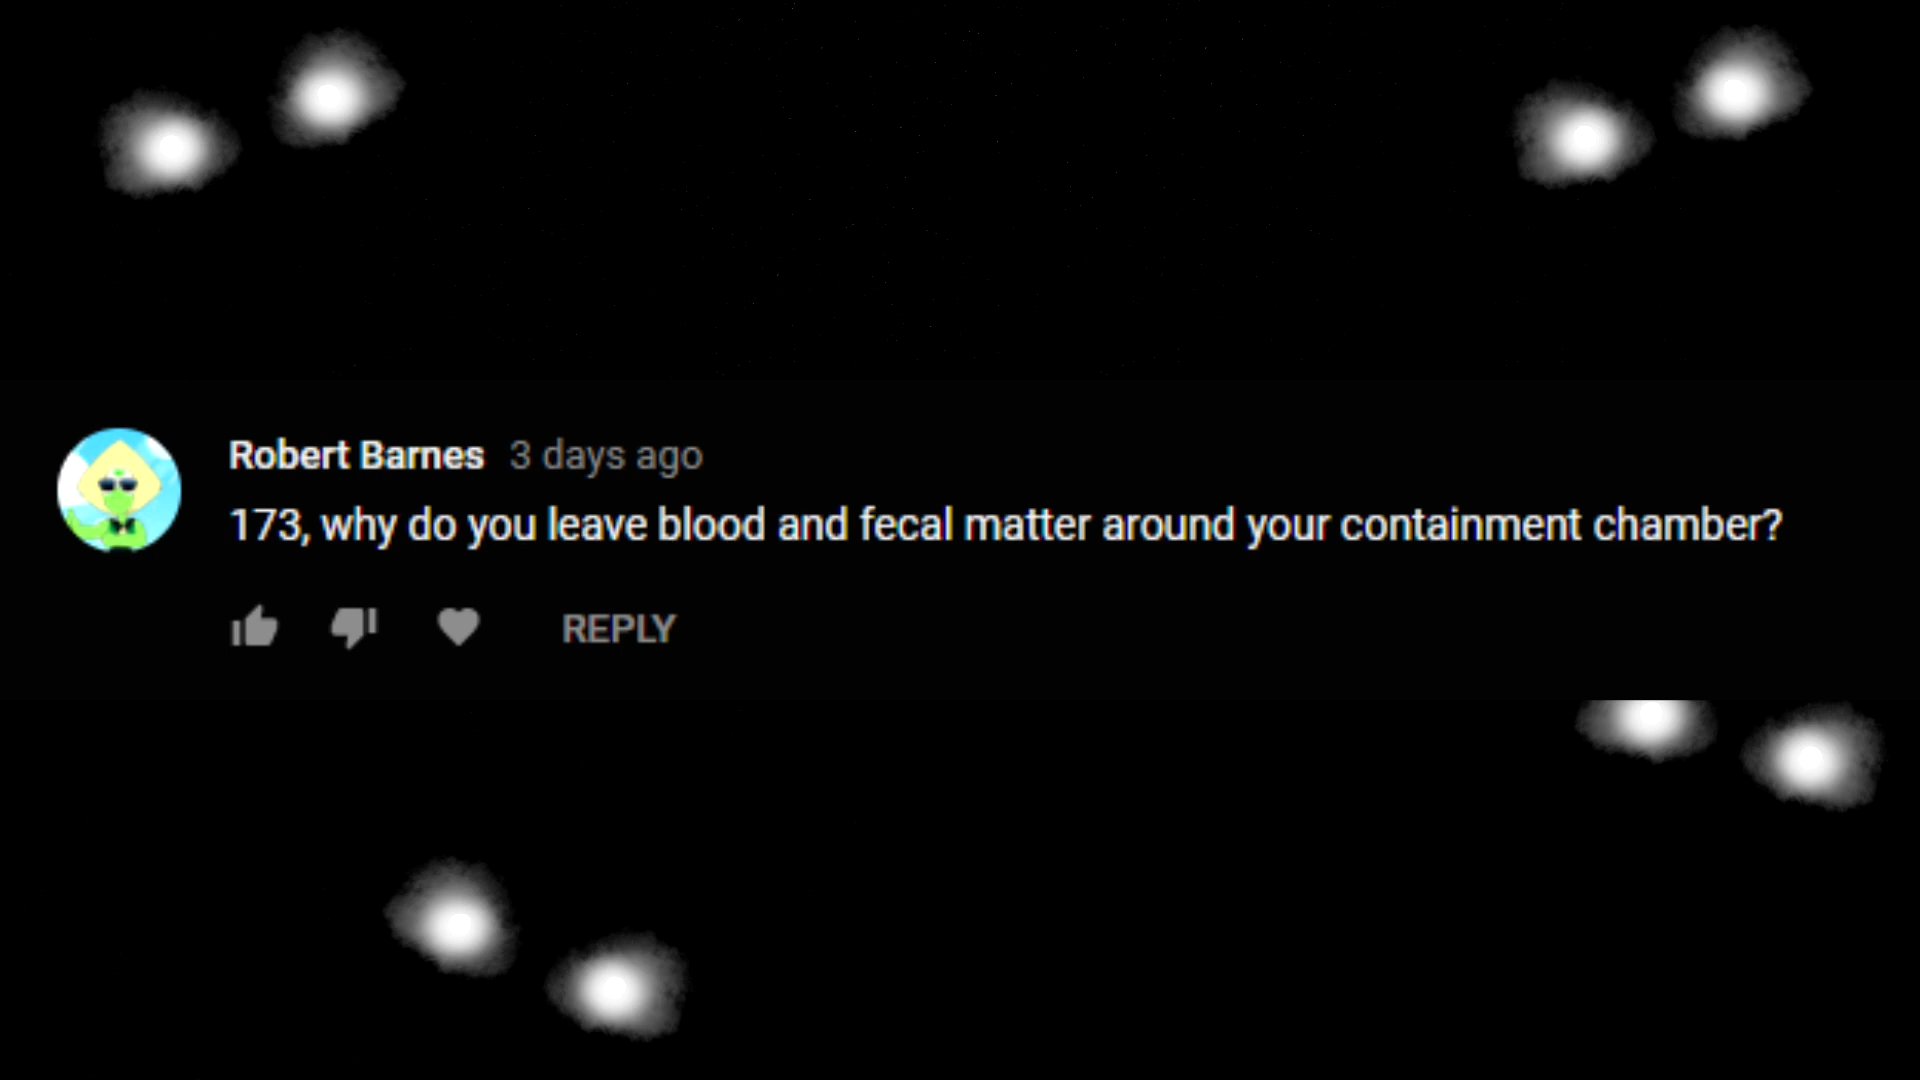 Robert Barnes 3 days ago
173, why do you leave blood and fecal matter around your containment chamber?
REPLY